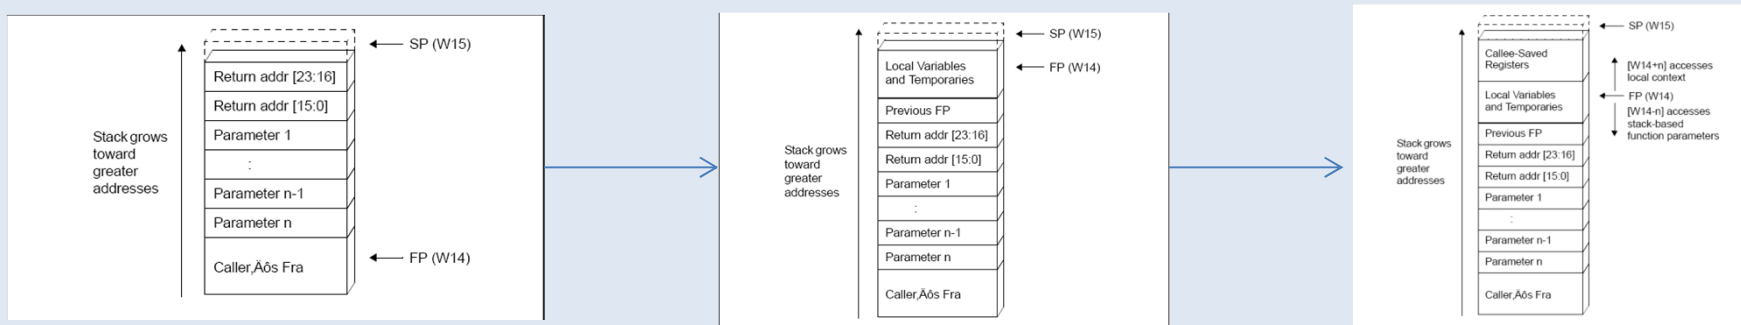 SP (W15)
Return addr [23:16]
Return addr [15:0]
Stack grows
toward
greater
addresses
Parameter 1
:
Parameter n-1
Parameter n
FP (W14)
Caller‚Äôs Fra
SP (W15)
Local Variables
and Temporaries
FP (W14)
Previous FP
Return addr [23:16]
Return addr [15:0]
Stack grows
toward
greater
addresses
Parameter 1
:
Parameter n-1
Parameter n
Caller‚Äôs Fra
SP (W15)
Callee-Saved
Registers
[W14+n] accesses
local context
Local Variables
and Temporaries
FP (W14)
[W14-n] accesses
stack-based
function parameters
Previous FP
Return addr [23:16]
Return addr [15:0]
Stack grows
toward
greater
addresses
Parameter 1
:
Parameter n-1
Parameter n
Caller‚Äôs Fra